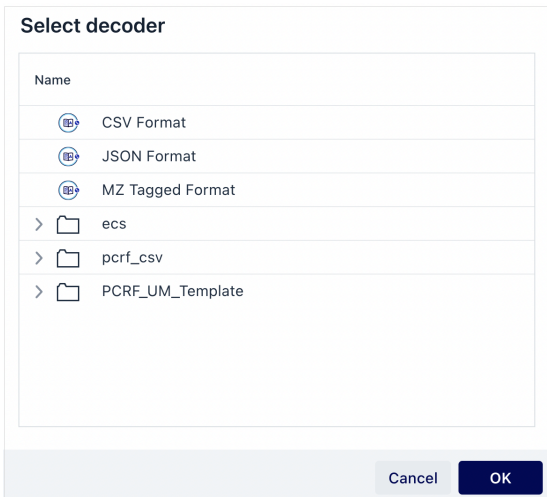 Select decoder
Name
CSV Format
JSON Format
MZ Tagged Format
ecs
pcrf_csv
PCRF_UM_Template
Cancel OK